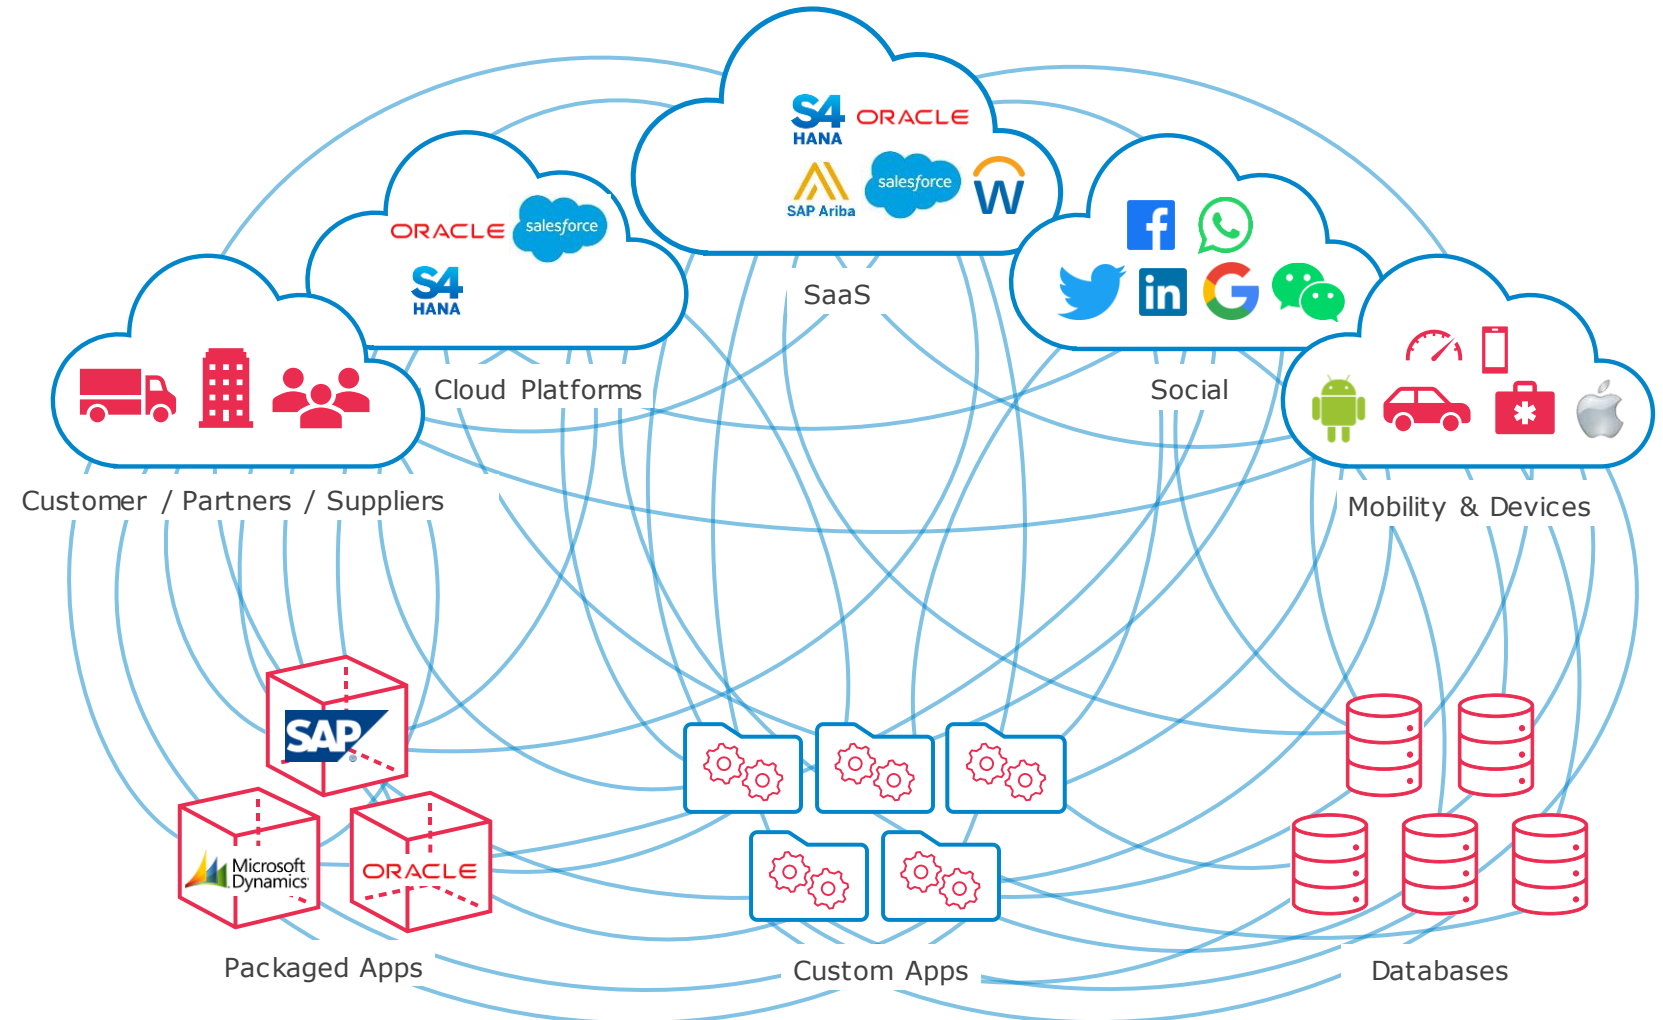 S4
HANA
ORACLE
SAP Ariba
salesforce
W
SaaS
ORACLE
salesforce
S4
HANA
Cloud Platforms
f
in
G
Social
Customer / Partners / Suppliers
Mobility & Devices
SAP®
Microsoft
Dynamics
ORACLE
Packaged Apps
Custom Apps
Databases